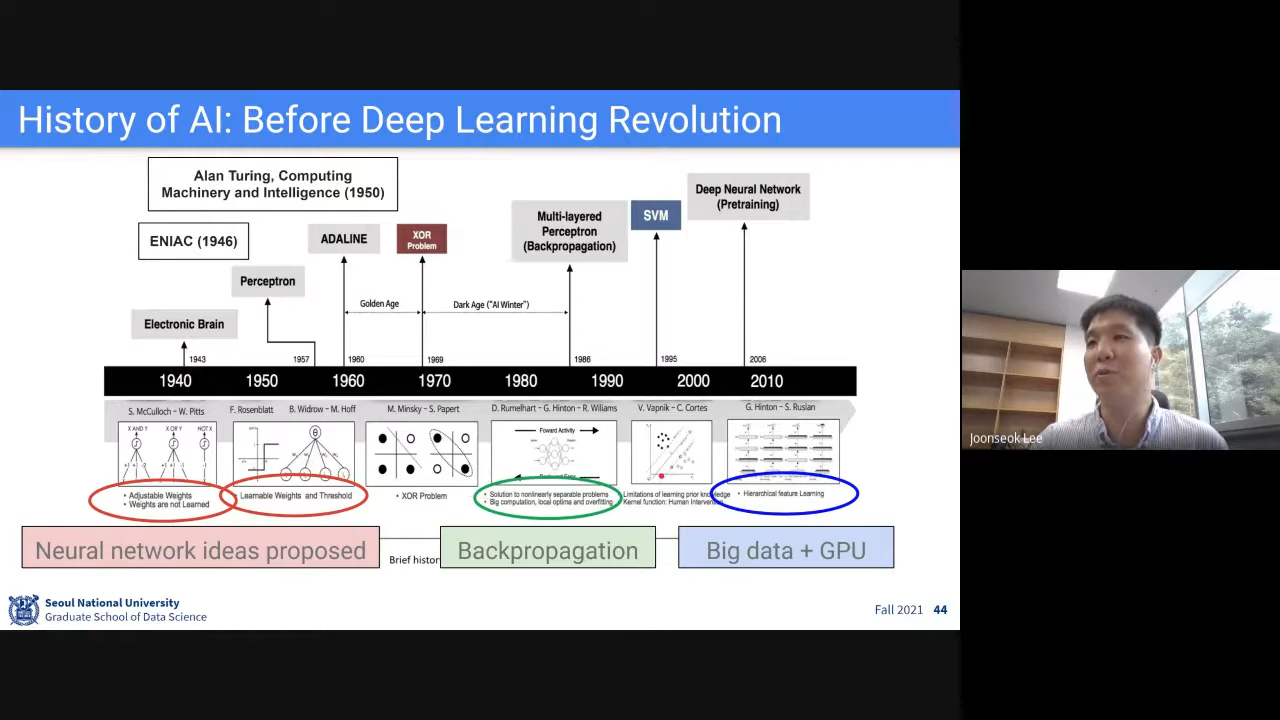 History of AI: Before Deep Learning Revolution
Alan Turing, Computing
Machinery and Intelligence (1950)
ENIAC (1946)
Electronic Brain
Perceptron
ADALINE
XOR
Problem
Multi-layered
Perceptron
(Backpropagation)
SVM
Deep Neural Network
(Pretraining)
Golden Age
Dark Age ("AI Winter")
1943
1957
1960
1969
1986
1995
2006
1940 1950 1960 1970 1980 1990 2000 2010
S. McCulloch – W. Pitts
F. Rosenblatt
B. Widrow – M. Hoff
M. Minsky – S. Papert
D. Rumelhart – G. Hinton – R. Wiliams
V. Vapnik – C. Cortes
G. Hinton – S. Ruslan
X AND Y
X OR Y
NOT X
Foward Activity
• Adjustable Weights
• Weights are not Learned
Learnable Weights and Threshold
• XOR Problem
• Solution to nonlinearly separable problems
• Big computation, local optima and overfitting
Limitations of learning prior knowledge
Kernel function: Human
• Hierarchical feature Learning
Neural network ideas proposed
Brief histor
Backpropagation
Big data + GPU
Seoul National University
Graduate School of Data Science
Fall 2021 44
Joonseok Lee